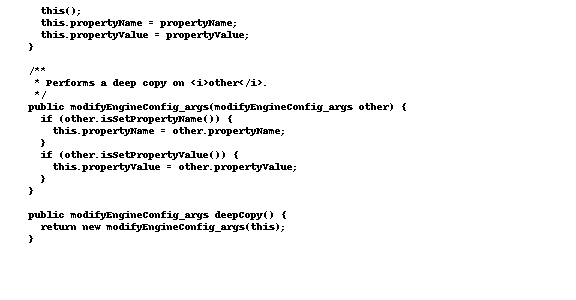 this();
this.propertyName = propertyName;
this.propertyValue = propertyValue;
}
/**
* Performs a deep copy on <i>other</i>.
*/
public modifyEngineConfig_args(modifyEngineConfig_args other) {
if (other.isSetPropertyName()) {
this.propertyName = other.propertyName;
}
if (other.isSetPropertyValue()) {
this.propertyValue = other.propertyValue;
}
}
public modifyEngineConfig_args deepCopy() {
return new modifyEngineConfig_args(this);
}